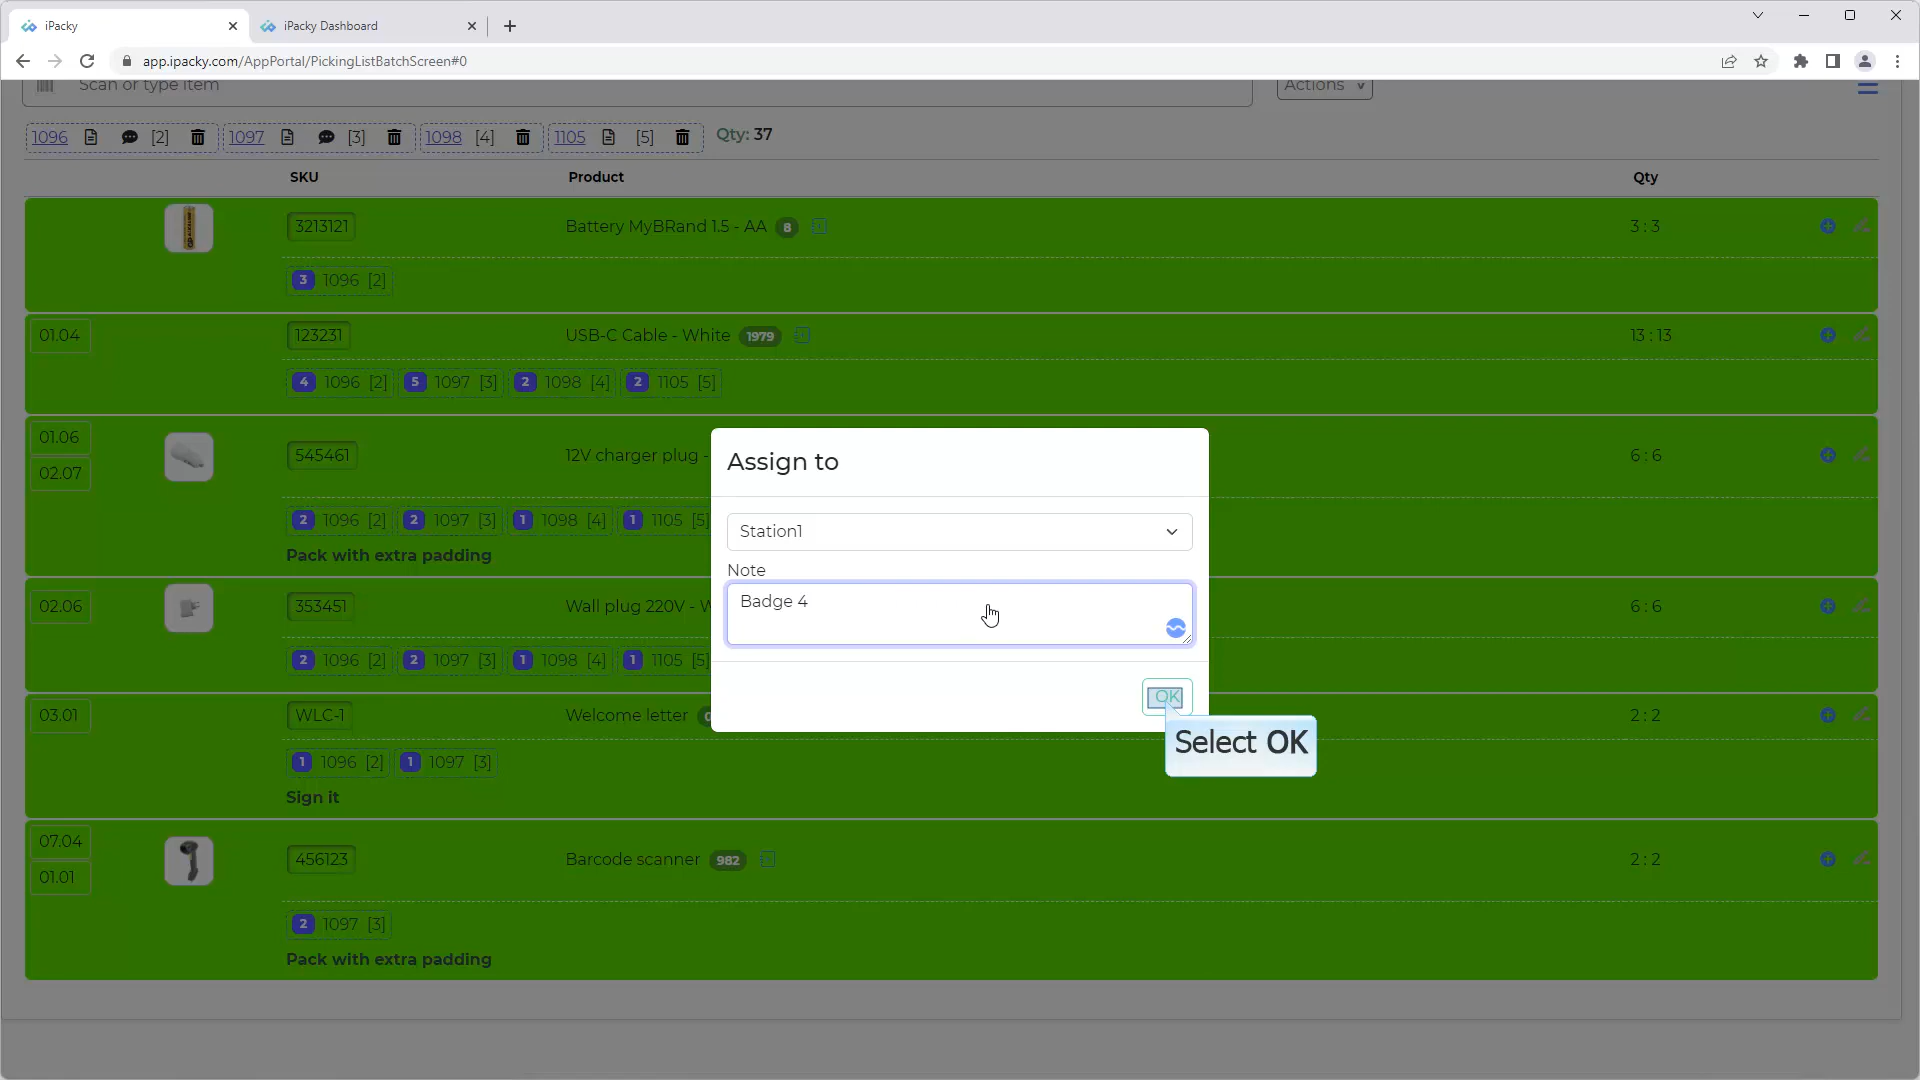 iPacky
iPacky Dashboard
app.ipacky.com/AppPortal/PickingListBatchScreen#0
Scan or type item
Actions
1096 [2] 1097 [3] 1098 [4] 1105 [5] Qty: 37
SKU Product Qty
3213121 Battery MyBRand 1.5 - AA 8 3 : 3
3 1096 [2]
01.04 123231 USB-C Cable - White 1979 13 : 13
4 1096 [2] 5 1097 [3] 2 1098 [4] 2 1105 [5]
01.06
02.07
545461 12V charger plug - 6 : 6
2 1096 [2] 2 1097 [3] 1 1098 [4] 1 1105 [5]
Pack with extra padding
02.06 353451 Wall plug 220V - 6 : 6
2 1096 [2] 2 1097 [3] 1 1098 [4] 1 1105 [5]
03.01 WLC-1 Welcome letter 2 : 2
1 1096 [2] 1 1097 [3]
Sign it
07.04
01.01
456123 Barcode scanner 982 2 : 2
2 1097 [3]
Pack with extra padding
Assign to
Station1
Note
Badge 4
OK
Select OK